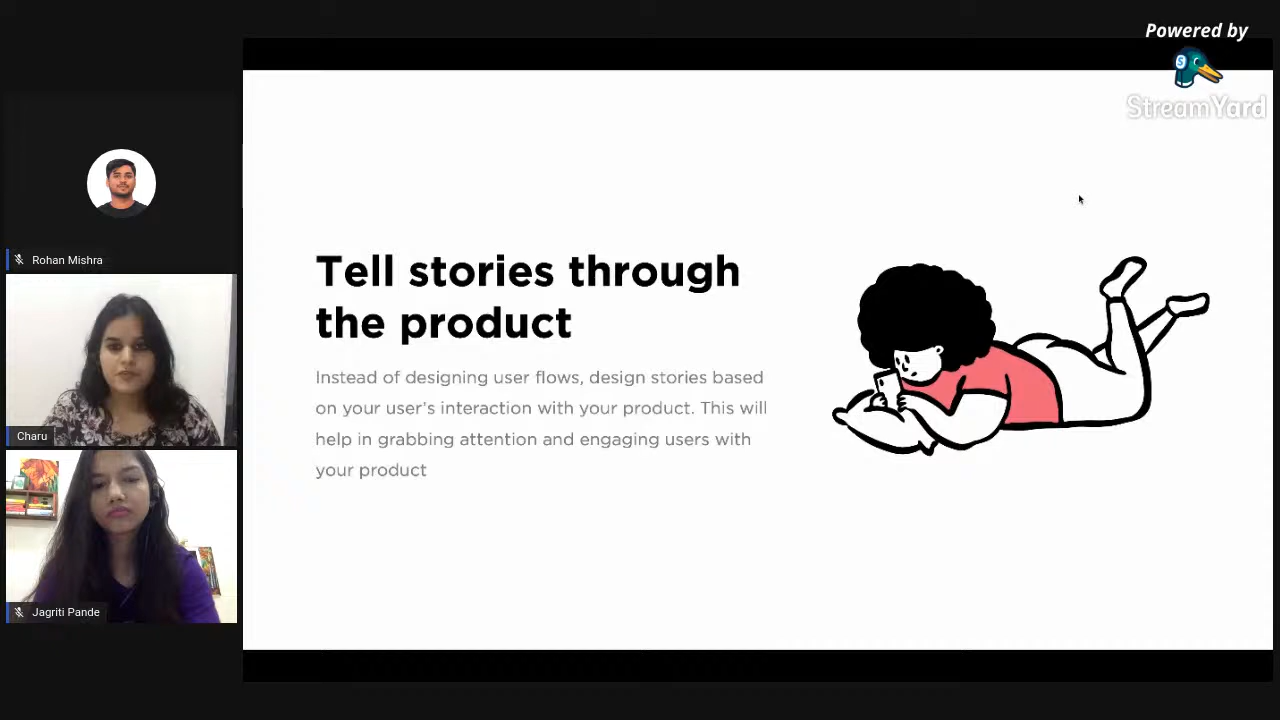 Powered by
StreamYard
Rohan Mishra
Charu
Jagriti Pande
Tell stories through
the product
Instead of designing user flows, design stories based
on your user's interaction with your product. This will
help in grabbing attention and engaging users with
your product